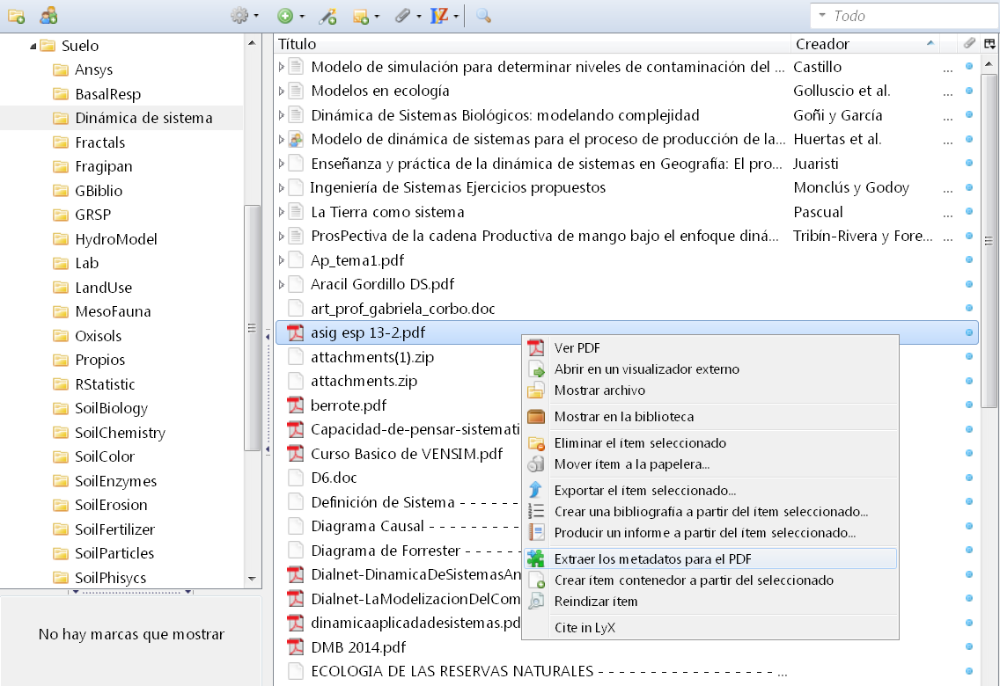 Todo
Suelo
Ansys
BasalResp
Dinámica de sistema
Fractals
Fragipan
GBiblio
GRSP
HydroModel
Lab
LandUse
MesoFauna
Oxisols
Propios
RStatistic
SoilBiology
SoilChemistry
SoilColor
SoilEnzymes
SoilErosion
SoilFertilizer
SoilParticles
SoilPhisycs
No hay marcas que mostrar
Título Creador
Modelo de simulación para determinar niveles de contaminación del ... Castillo ...
Modelos en ecología Golluscio et al. ...
Dinámica de Sistemas Biológicos: modelando complejidad Goñi y García ...
Modelo de dinámica de sistemas para el proceso de producción de la... Huertas et al. ...
Enseñanza y práctica de la dinámica de sistemas en Geografía: El pro... Juaristi
Ingeniería de Sistemas Ejercicios propuestos Monclús y Godoy ...
La Tierra como sistema Pascual ...
ProsPectiva de la cadena Productiva de mango bajo el enfoque diná... Tribín-Rivera y Fore... ...
Ap_tema1.pdf
Aracil Gordillo DS.pdf
art_prof_gabriela_corbo.doc
asig esp 13-2.pdf
attachments(1).zip
attachments.zip
berrote.pdf
Capacidad-de-pensar-sistemati
Curso Basico de VENSIM.pdf
D6.doc
Definición de Sistema - - - - - -
Diagrama Causal - - - - - - - - -
Diagrama de Forrester - - - - - -
Dialnet-DinamicaDeSistemasAn
Dialnet-LaModelizacionDelCom
dinamicaaplicadadesistemas.pd
DMB 2014.pdf
ECOLOGIA DE LAS RESERVAS NATURALES - - - - - - - - - - - - - - - - - ...
Ver PDF
Abrir en un visualizador externo
Mostrar archivo
Mostrar en la biblioteca
Eliminar el ítem seleccionado
Mover ítem a la papelera...
Exportar el ítem seleccionado...
Crear una bibliografía a partir del ítem seleccionado...
Producir un informe a partir del ítem seleccionado...
Extraer los metadatos para el PDF
Crear ítem contenedor a partir del seleccionado
Reindizar ítem
Cite in LyX